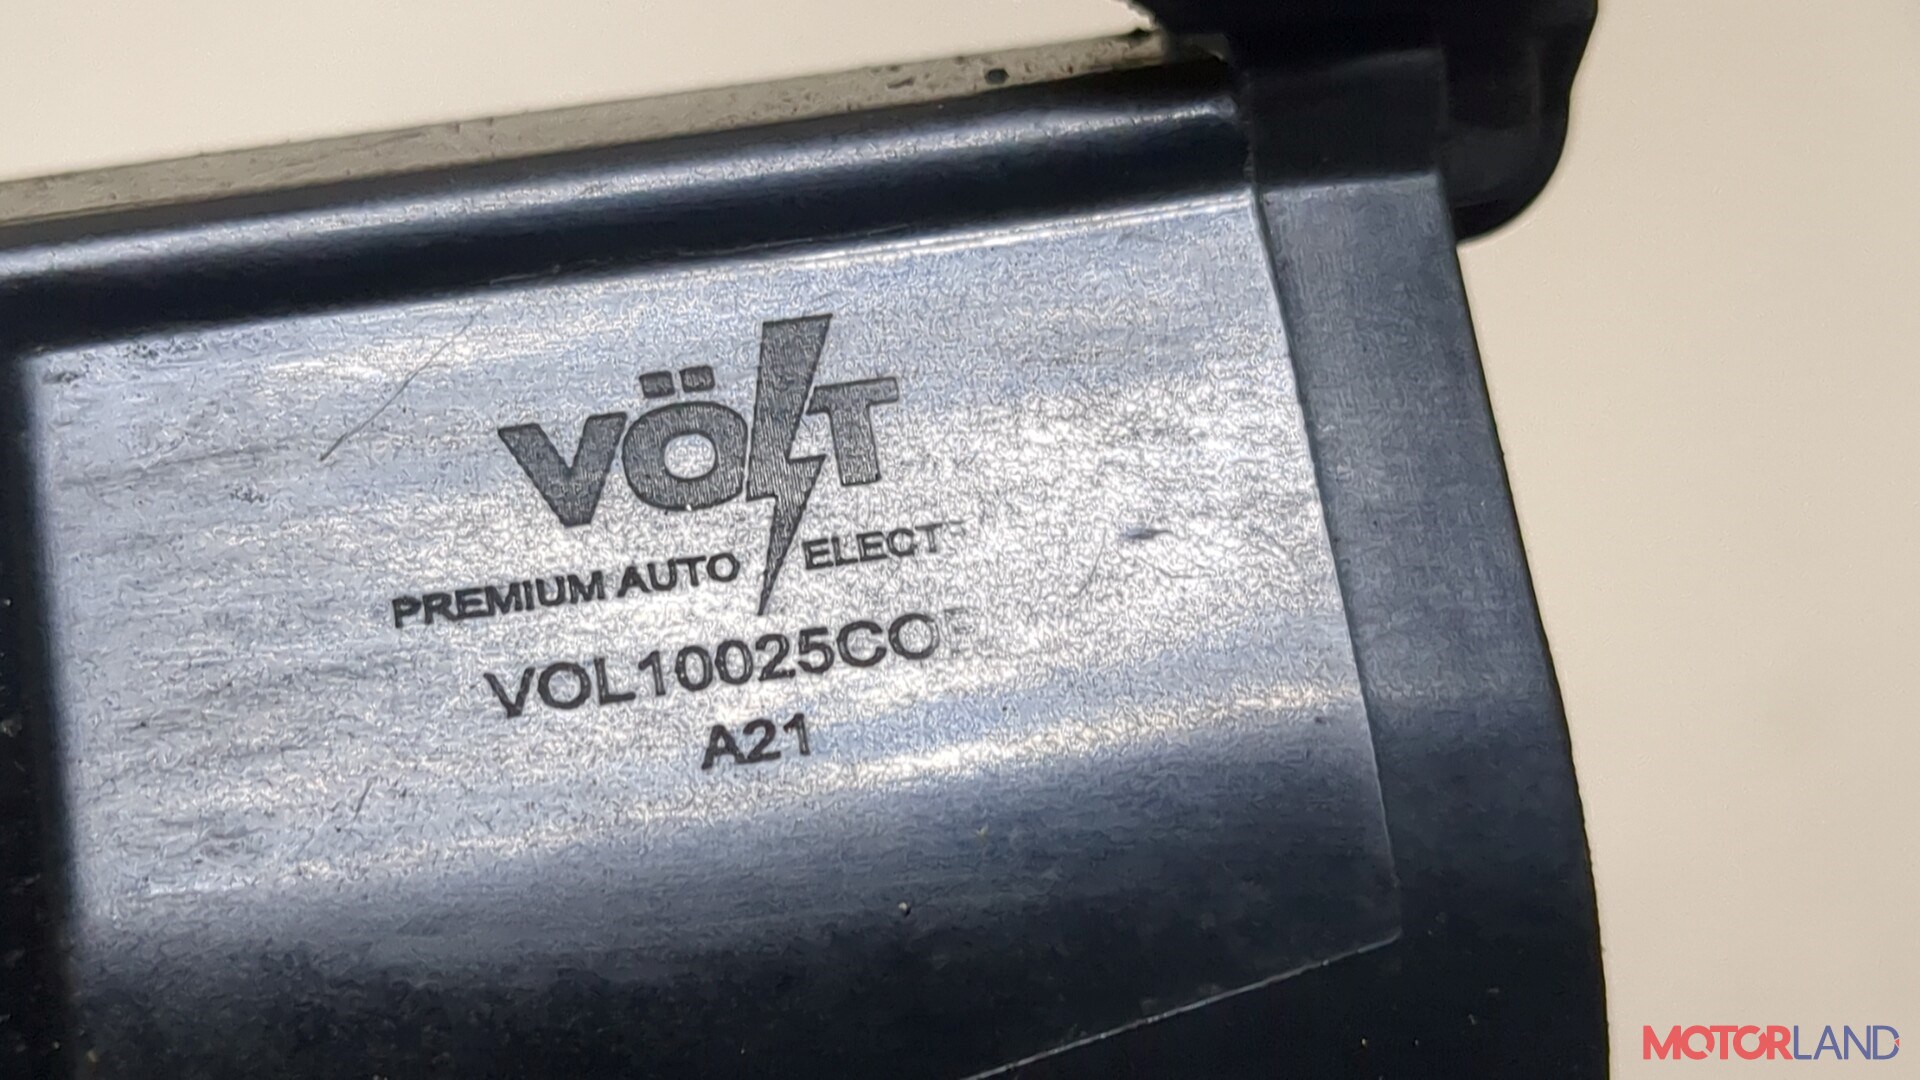 VÖLT
PREMIUM AUTO ELECT
VOL10025CO
A21
MOTORLAND